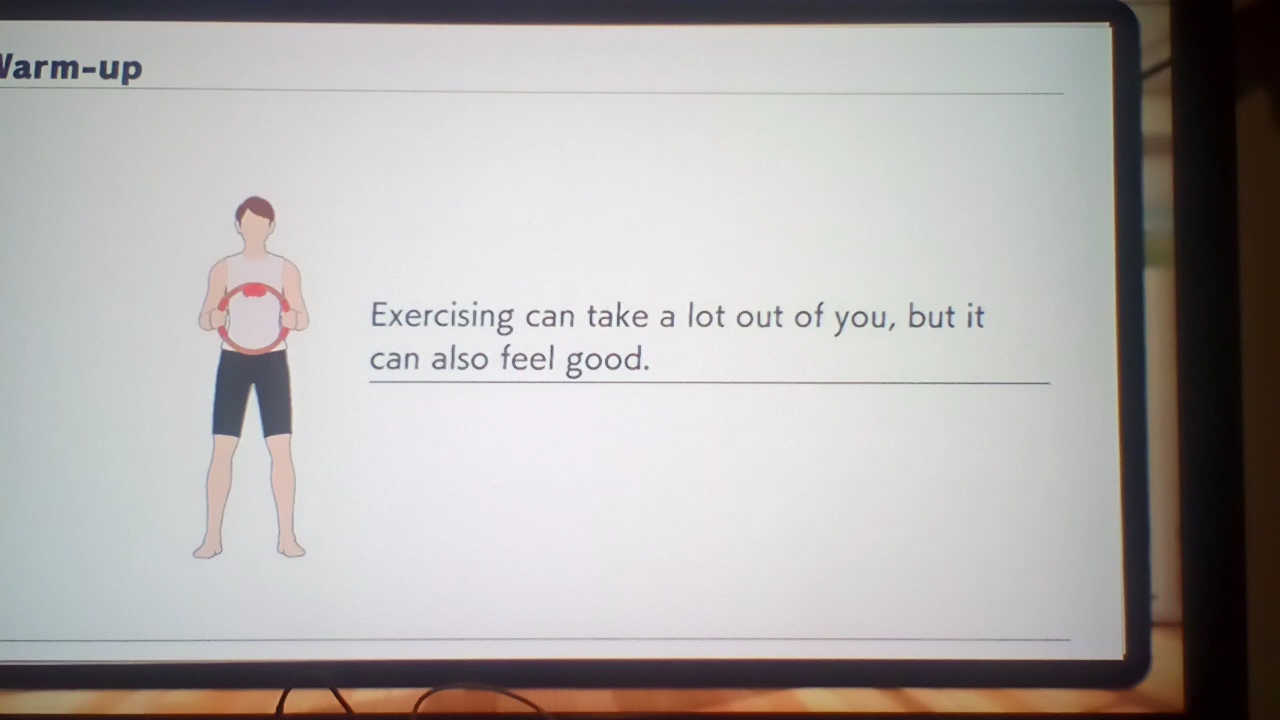 Warm-up
Exercising can take a lot out of you, but it
can also feel good.